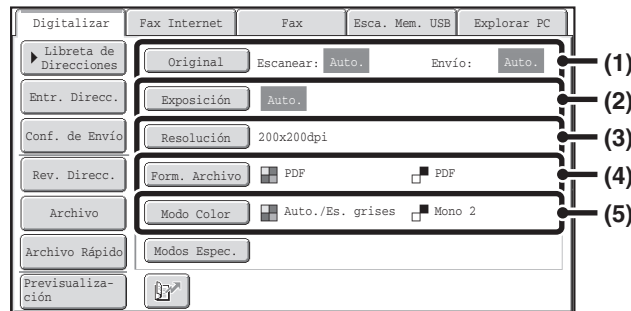 Digitalizar Fax Internet Fax Esca. Mem. USB Explorar PC
Libreta de
Direcciones
Original Escanear: Auto. Envío: Auto. (1)
Entr. Direcc. Exposición Auto. (2)
Conf. de Envío Resolución 200x200dpi (3)
Rev. Direcc. Form. Archivo PDF PDF (4)
Archivo Modo Color Auto./Es. grises Mono 2 (5)
Archivo Rápido Modos Espec.
Previsualiza-
ción